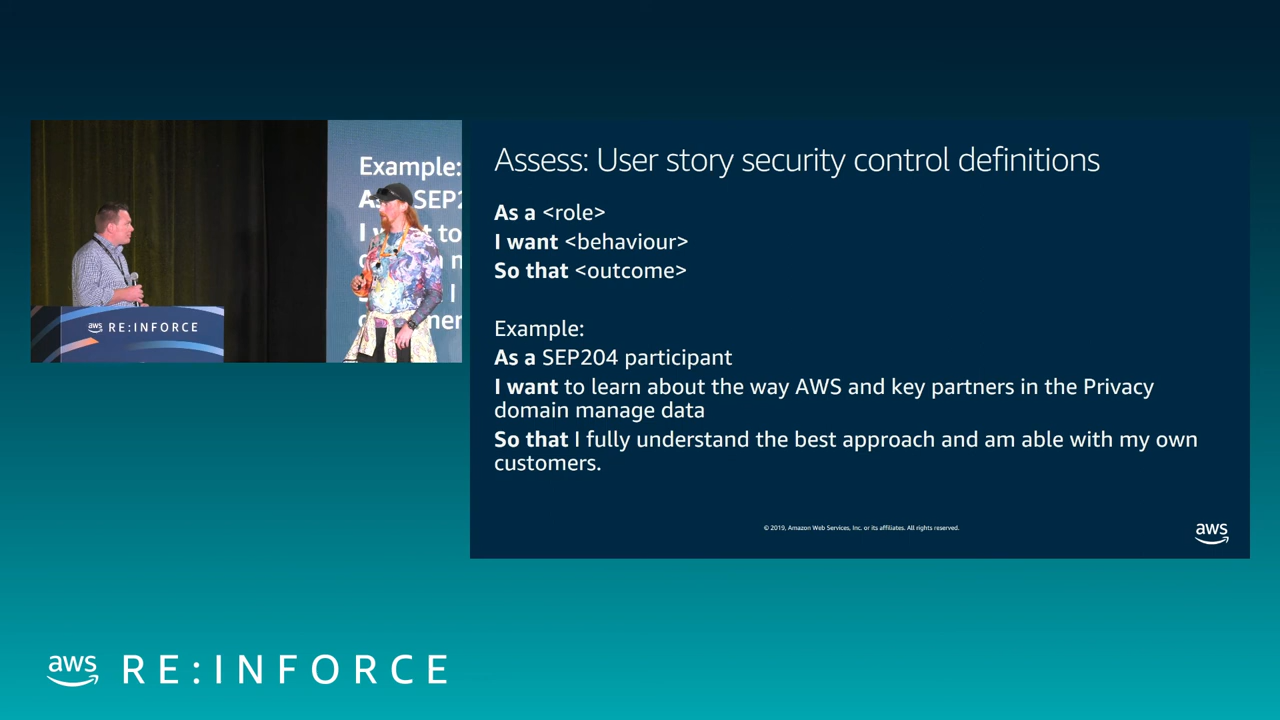 Example:
As SEP2
I w t to
aws RE:INFORCE
Assess: User story security control definitions
As a <role>
I want <behaviour>
So that <outcome>
Example:
As a SEP204 participant
I want to learn about the way AWS and key partners in the Privacy
domain manage data
So that I fully understand the best approach and am able with my own
customers.
© 2019, Amazon Web Services, Inc. or its affiliates. All rights reserved.
aws
aws RE:INFORCE